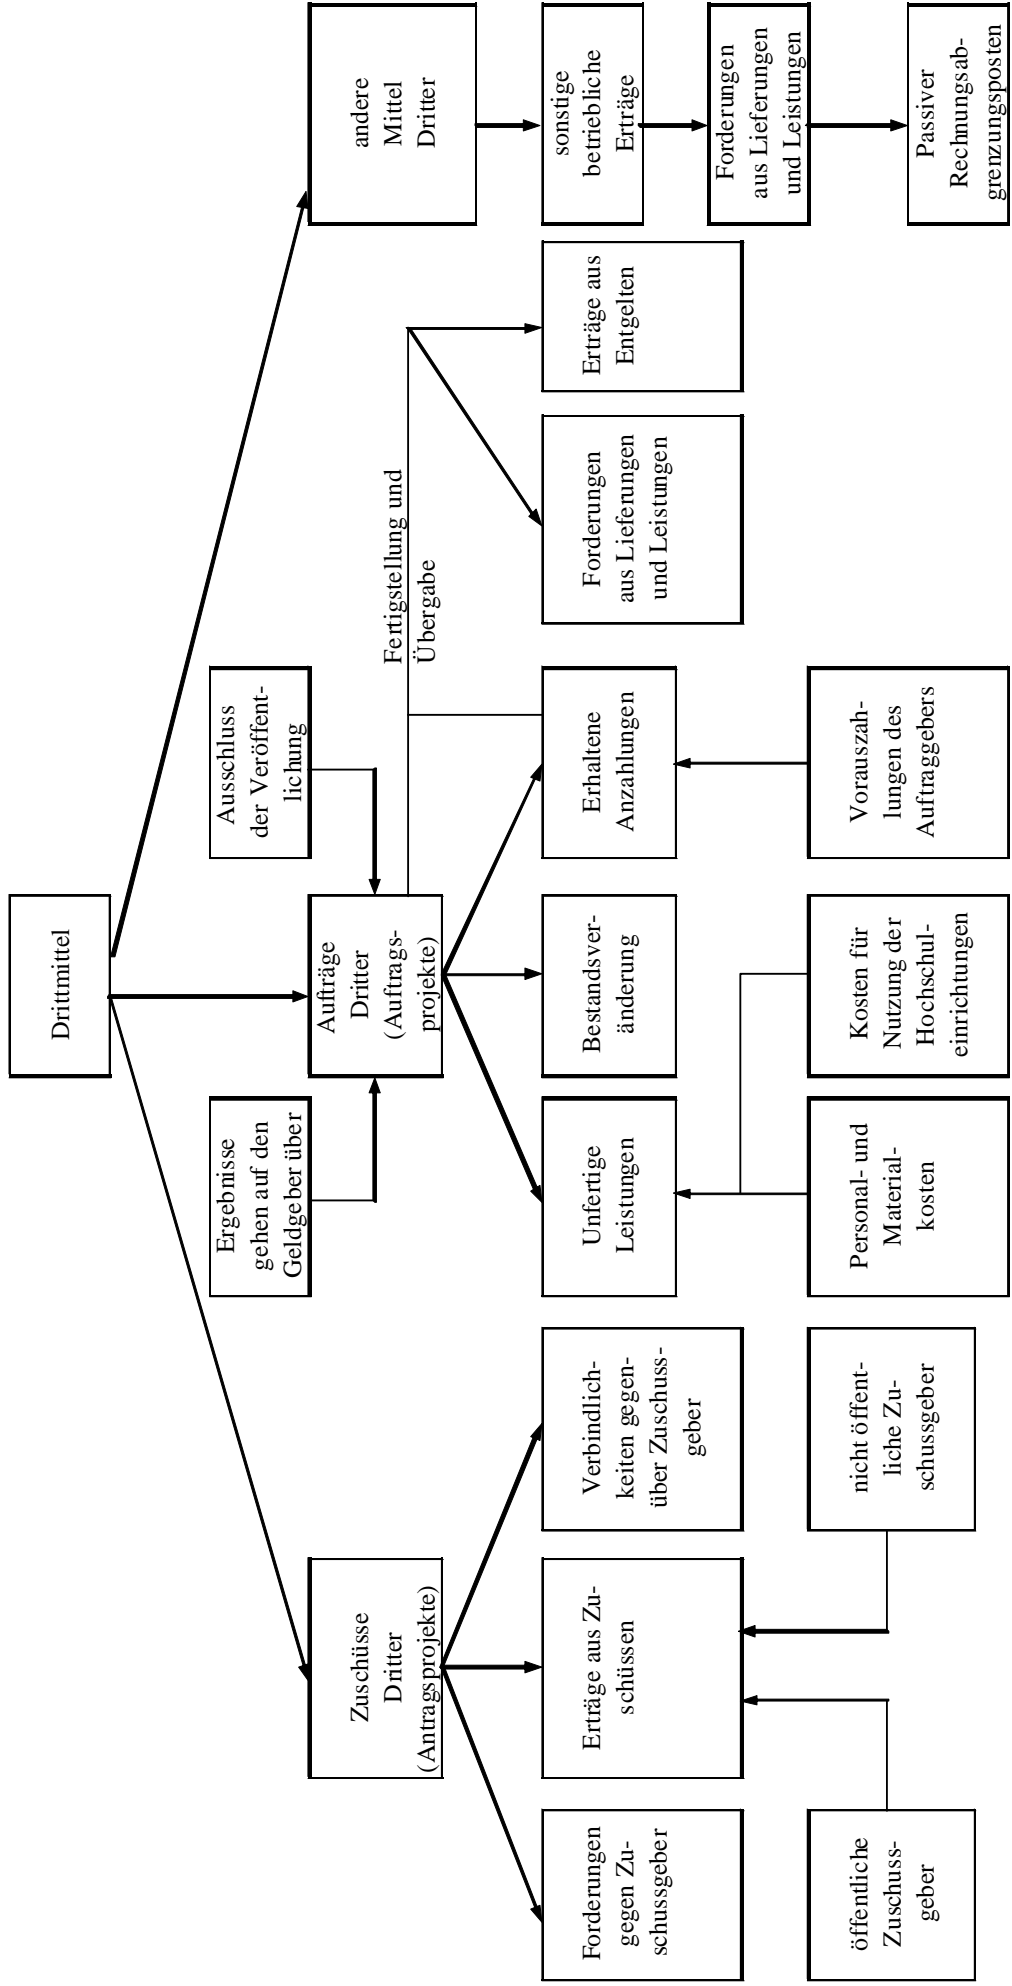 Drittmittel
Ergebnisse
gehen auf den
Geldgeber über
Ausschluss
der Veröffent-
lichung
Zuschüsse
Dritter
(Antragsprojekte)
Aufträge
Dritter
(Auftrags-
projekte)
andere
Mittel
Dritter
Fertigstellung und
Übergabe
Forderungen
gegen Zu-
schussgeber
Erträge aus Zu-
schüssen
Verbindlich-
keiten gegen-
über Zuschuss-
geber
Unfertige
Leistungen
Bestandsver-
änderung
Erhaltene
Anzahlungen
Forderungen
aus Lieferungen
und Leistungen
Erträge aus
Entgelten
sonstige
betriebliche
Erträge
Forderungen
aus Lieferungen
und Leistungen
öffentliche
Zuschuss-
geber
nicht öffent-
liche Zu-
schussgeber
Personal- und
Material-
kosten
Kosten für
Nutzung der
Hochschul-
einrichtungen
Vorauszah-
lungen des
Auftraggebers
Passiver
Rechnungsab-
grenzungsposten